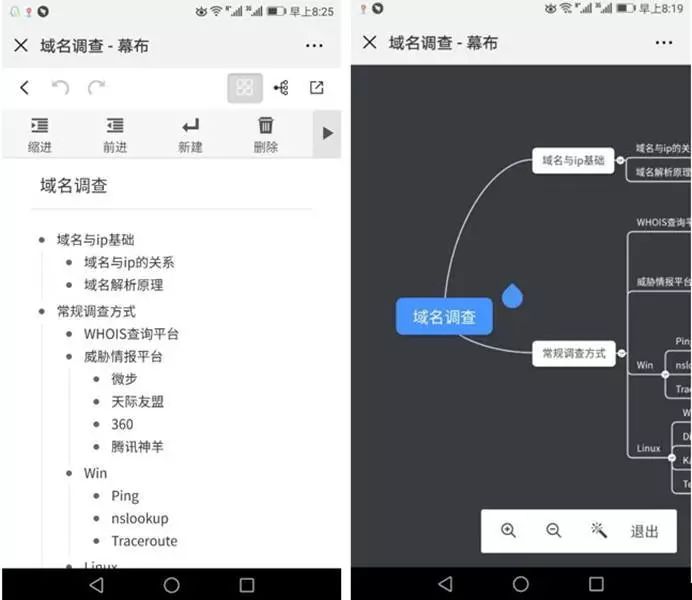 早上8:25
域名调查 - 幕布
缩进
前进
新建
删除
域名调查
域名与ip基础
域名与ip的关系
域名解析原理
常规调查方式
WHOIS查询平台
威胁情报平台
微步
天际友盟
360
腾讯神羊
Win
Ping
nslookup
Traceroute
Linux
早上8:19
域名调查 - 幕布
域名与ip基础
域名与ip的关
域名解析原理
WHOIS查询
威胁情报平台
域名调查
常规调查方式
Win
Ping
nslo
Trac
Linux
W
Di
Ka
Te
退出